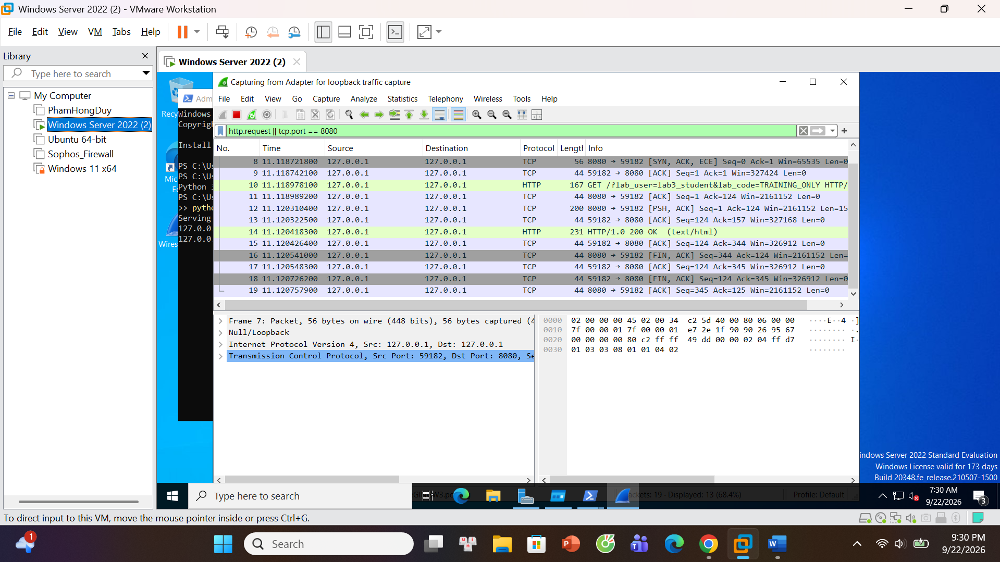 Windows Server 2022 (2) - VMware Workstation
File Edit View VM Tabs Help
Library
Type here to search
My Computer
PhamHongDuy
Windows Server 2022 (2)
Ubuntu 64-bit
Sophos_Firewall
Windows 11 x64
Windows Server 2022 (2)
Windows
Install
PS C:\
PS C:\
Python
PS C:\
>>
Serving
127.0.0
127.0.0
Capturing from Adapter for loopback traffic capture
File Edit View Go Capture Analyze Statistics Telephony Wireless Tools Help
http.request || tcp.port == 8080
No. Time Source Destination Protocol Info
8 11.118721800 127.0.0.1 127.0.0.1 TCP 56 8080 → 59182 [SYN, ACK, ECE] Seq=0 Ack=1 Win=65535 Len=0
9 11.118742100 127.0.0.1 127.0.0.1 TCP 44 59182 → 8080 [ACK] Seq=1 Ack=1 Win=327424 Len=0
10 11.118978100 127.0.0.1 127.0.0.1 HTTP 167 GET /?lab_user=lab3_student&lab_code=TRAINING_ONLY HTTP/
11 11.118989200 127.0.0.1 127.0.0.1 TCP 44 8080 → 59182 [ACK] Seq=1 Ack=124 Win=2161152 Len=0
12 11.120310400 127.0.0.1 127.0.0.1 TCP 200 8080 → 59182 [PSH, ACK] Seq=1 Ack=124 Win=2161152 Len=15
13 11.120322500 127.0.0.1 127.0.0.1 TCP 44 59182 → 8080 [ACK] Seq=124 Ack=157 Win=327168 Len=0
14 11.120418300 127.0.0.1 127.0.0.1 HTTP 231 HTTP/1.0 200 OK (text/html)
15 11.120426400 127.0.0.1 127.0.0.1 TCP 44 59182 → 8080 [ACK] Seq=124 Ack=344 Win=326912 Len=0
16 11.120541000 127.0.0.1 127.0.0.1 TCP 44 8080 → 59182 [FIN, ACK] Seq=344 Ack=124 Win=2161152 Len=
17 11.120548300 127.0.0.1 127.0.0.1 TCP 44 59182 → 8080 [ACK] Seq=124 Ack=345 Win=326912 Len=0
18 11.120726200 127.0.0.1 127.0.0.1 TCP 44 59182 → 8080 [FIN, ACK] Seq=124 Ack=345 Win=326912 Len=0
19 11.120757900 127.0.0.1 127.0.0.1 TCP 44 8080 → 59182 [ACK] Seq=345 Ack=125 Win=2161152 Len=0
Frame 7: Packet, 56 bytes on wire (448 bits), 56 bytes captured (4
Null/Loopback
Internet Protocol Version 4, Src: 127.0.0.1, Dst: 127.0.0.1
Transmission Control Protocol, Src Port: 59182, Dst Port: 8080, Se
0000 02 00 00 00 45 02 00 34 c2 5d 40 00 80 06 00 00 ····E··4 ·]
0010 7f 00 00 01 7f 00 00 01 e7 2e 1f 90 90 26 95 67 ········ ·.
0020 00 00 00 00 80 c2 ff ff 49 dd 00 00 02 04 ff d7 ········ I·
0030 01 03 03 08 01 01 04 02 ········
Windows Server 2022 Standard Evaluation
Windows License valid for 173 days
Build 20348.fe_release.210507-1500
Type here to search
19 · Displayed: 13 (68.4%)
Profile: Default
7:30 AM
9/22/2026
3
To direct input to this VM, move the mouse pointer inside or press Ctrl+G.
1
Search
9:30 PM
9/22/2026